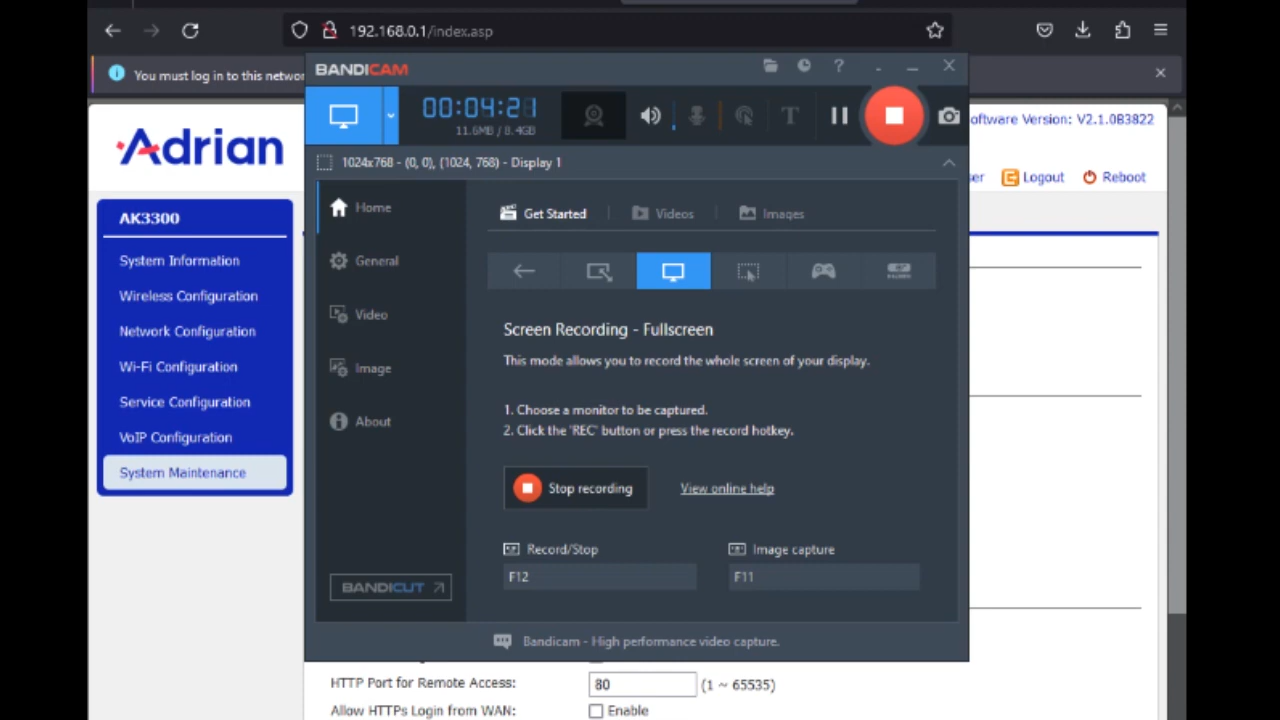 192.168.0.1/index.asp
You must log in to this networ
BANDICAM
00:04:21
11.6MB / 8.4GB
1024x768 - (0, 0), (1024, 768) - Display 1
Adrian
oftware Version: V2.1.0B3822
ser
Logout
Reboot
AK3300
System Information
Wireless Configuration
Network Configuration
Wi-Fi Configuration
Service Configuration
VoIP Configuration
System Maintenance
Home
General
Video
Image
About
BANDICUT
Get Started
Videos
Images
Screen Recording - Fullscreen
This mode allows you to record the whole screen of your display.
1. Choose a monitor to be captured.
2. Click the 'REC' button or press the record hotkey.
Stop recording
View online help
Record/Stop
Image capture
F12
F11
Bandicam - High performance video capture.
HTTP Port for Remote Access:
80
(1 ~ 65535)
Allow HTTPs Login from WAN:
Enable